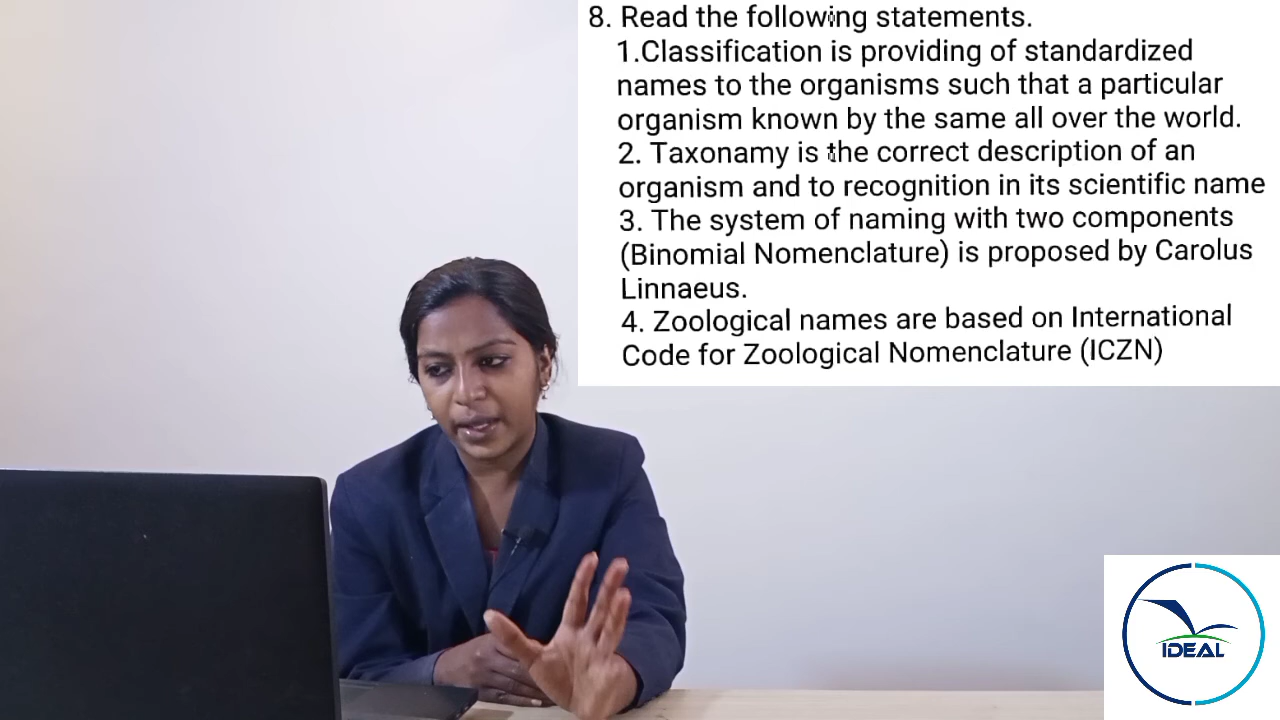 8. Read the following statements.
1.Classification is providing of standardized
names to the organisms such that a particular
organism known by the same all over the world.
2. Taxonamy is the correct description of an
organism and to recognition in its scientific name
3. The system of naming with two components
(Binomial Nomenclature) is proposed by Carolus
Linnaeus.
4. Zoological names are based on International
Code for Zoological Nomenclature (ICZN)
IDEAL